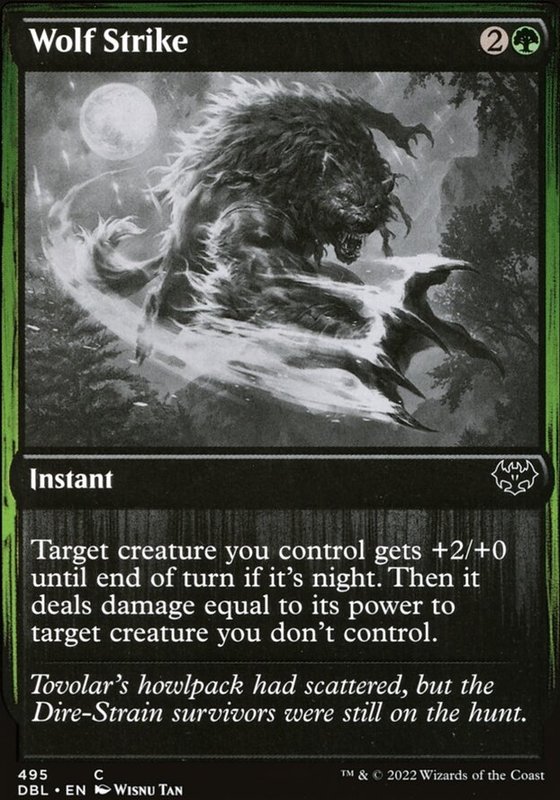 Wolf Strike
2
Instant
Target creature you control gets +2/+0
until end of turn if it's night. Then it
deals damage equal to its power to
target creature you don't control.
Tovolar's howlpack had scattered, but the
Dire-Strain survivors were still on the hunt.
495 C
DBL • EN Wisnu Tan
™ & © 2022 Wizards of the Coast